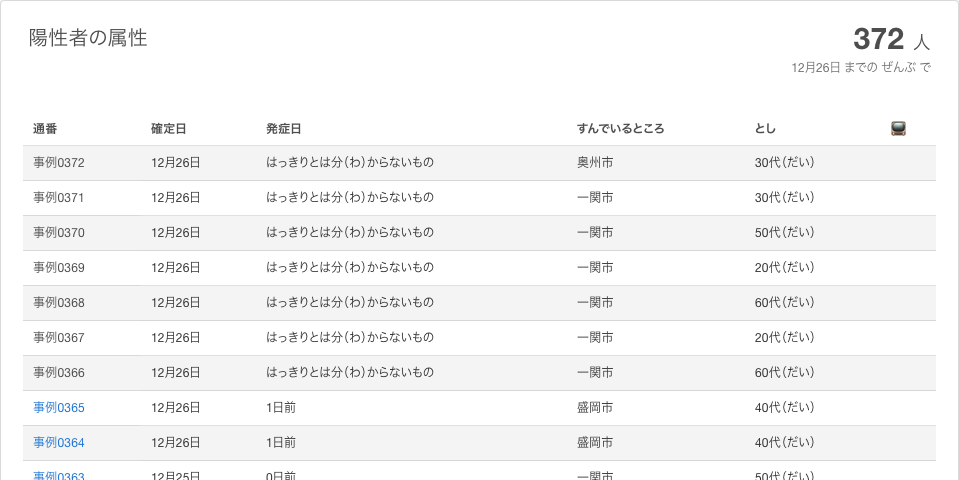 陽性者の属性
372 人
12月26日 までの ぜんぶ で
通番 確定日 発症日 すんでいるところ とし
事例0372 12月26日 はっきりとは分(わ)からないもの 奥州市 30代(だい)
事例0371 12月26日 はっきりとは分(わ)からないもの 一関市 30代(だい)
事例0370 12月26日 はっきりとは分(わ)からないもの 一関市 50代(だい)
事例0369 12月26日 はっきりとは分(わ)からないもの 一関市 20代(だい)
事例0368 12月26日 はっきりとは分(わ)からないもの 一関市 60代(だい)
事例0367 12月26日 はっきりとは分(わ)からないもの 一関市 20代(だい)
事例0366 12月26日 はっきりとは分(わ)からないもの 一関市 60代(だい)
事例0365 12月26日 1日前 盛岡市 40代(だい)
事例0364 12月26日 1日前 盛岡市 40代(だい)
事例0363 12月25日 0日前 一関市 50代(だい)